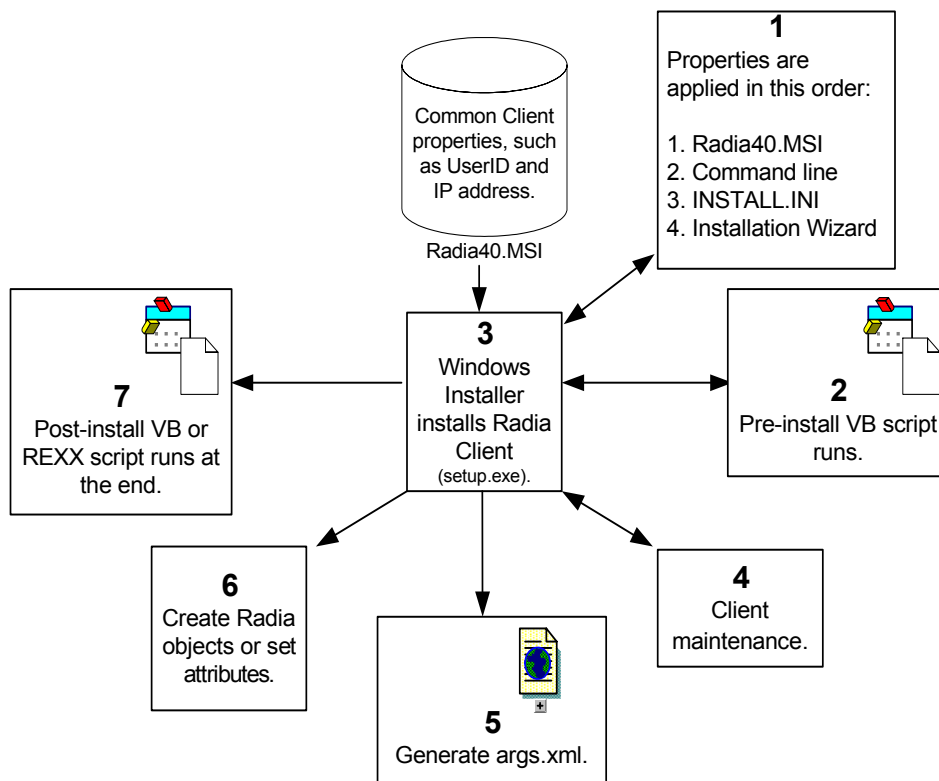 1
Properties are
applied in this order:
1. Radia40.MSI
2. Command line
3. INSTALL.INI
4. Installation Wizard
Common Client
properties, such
as UserID and
IP address.
Radia40.MSI
3
Windows
Installer
installs Radia
Client
(setup.exe).
2
Pre-install VB script
runs.
7
Post-install VB or
REXX script runs at
the end.
6
Create Radia
objects or set
attributes.
4
Client
maintenance.
5
Generate args.xml.